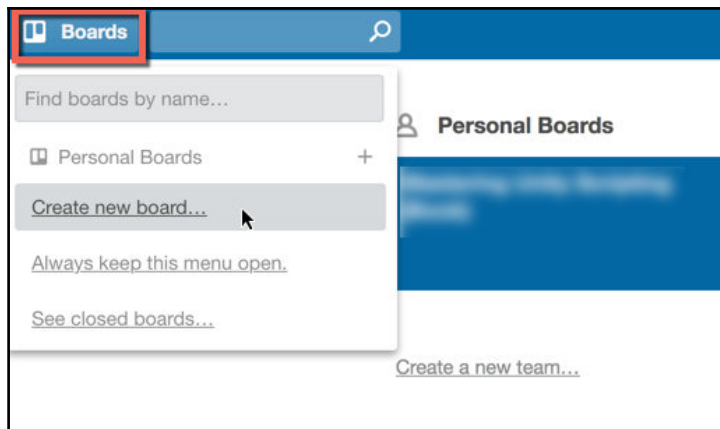 Boards
Find boards by name…
Personal Boards
Personal Boards +
Create new board…
Always keep this menu open.
See closed boards…
Create a new team…